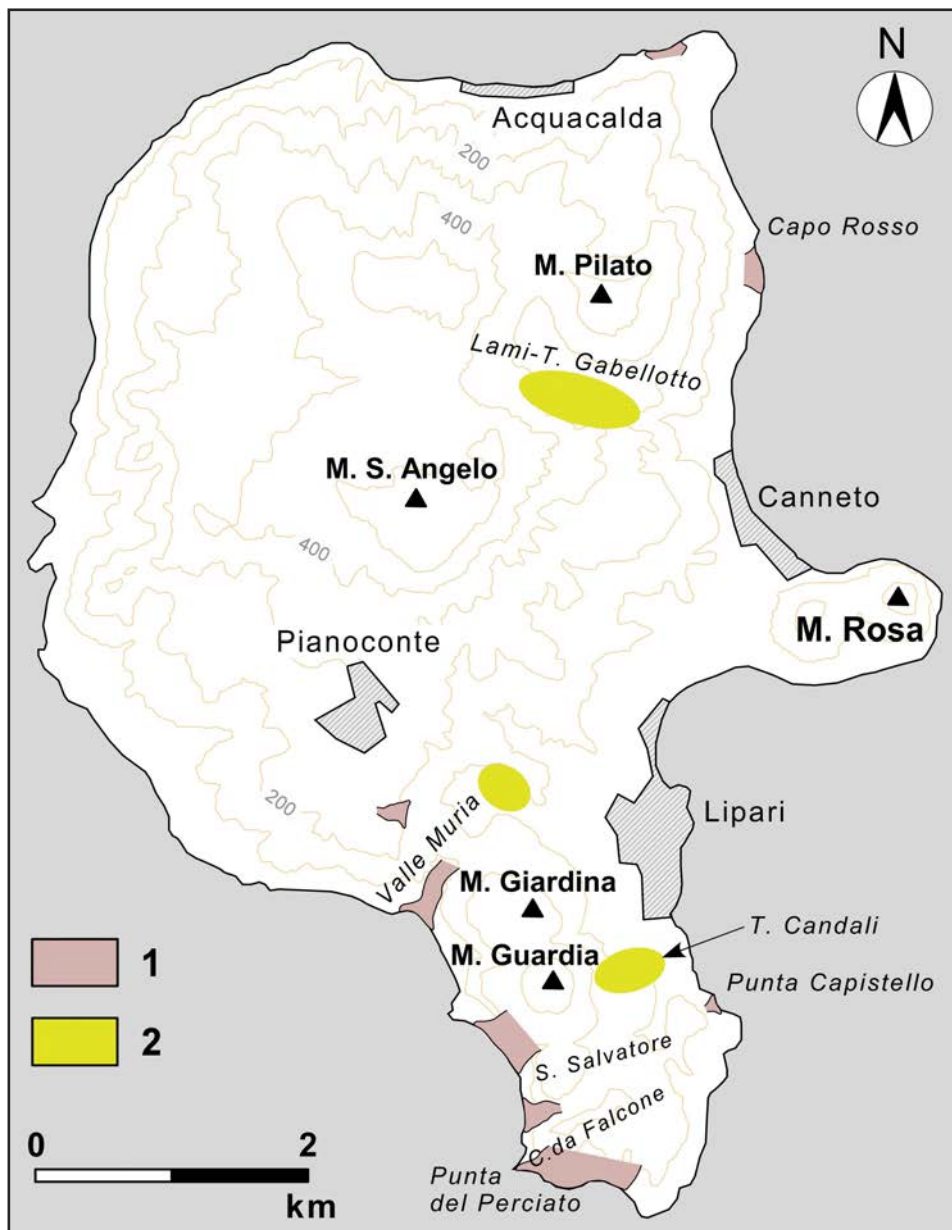 N
Acquacalda
200
400
Capo Rosso
M. Pilato
Lami-T. Gabellotto
M. S. Angelo
Canneto
400
M. Rosa
Pianoconte
200
Valle Muria
Lipari
M. Giardina
T. Candali
M. Guardia
Punta Capistello
1
2
S. Salvatore
C.da Falcone
0
2
km
Punta
del Perciato